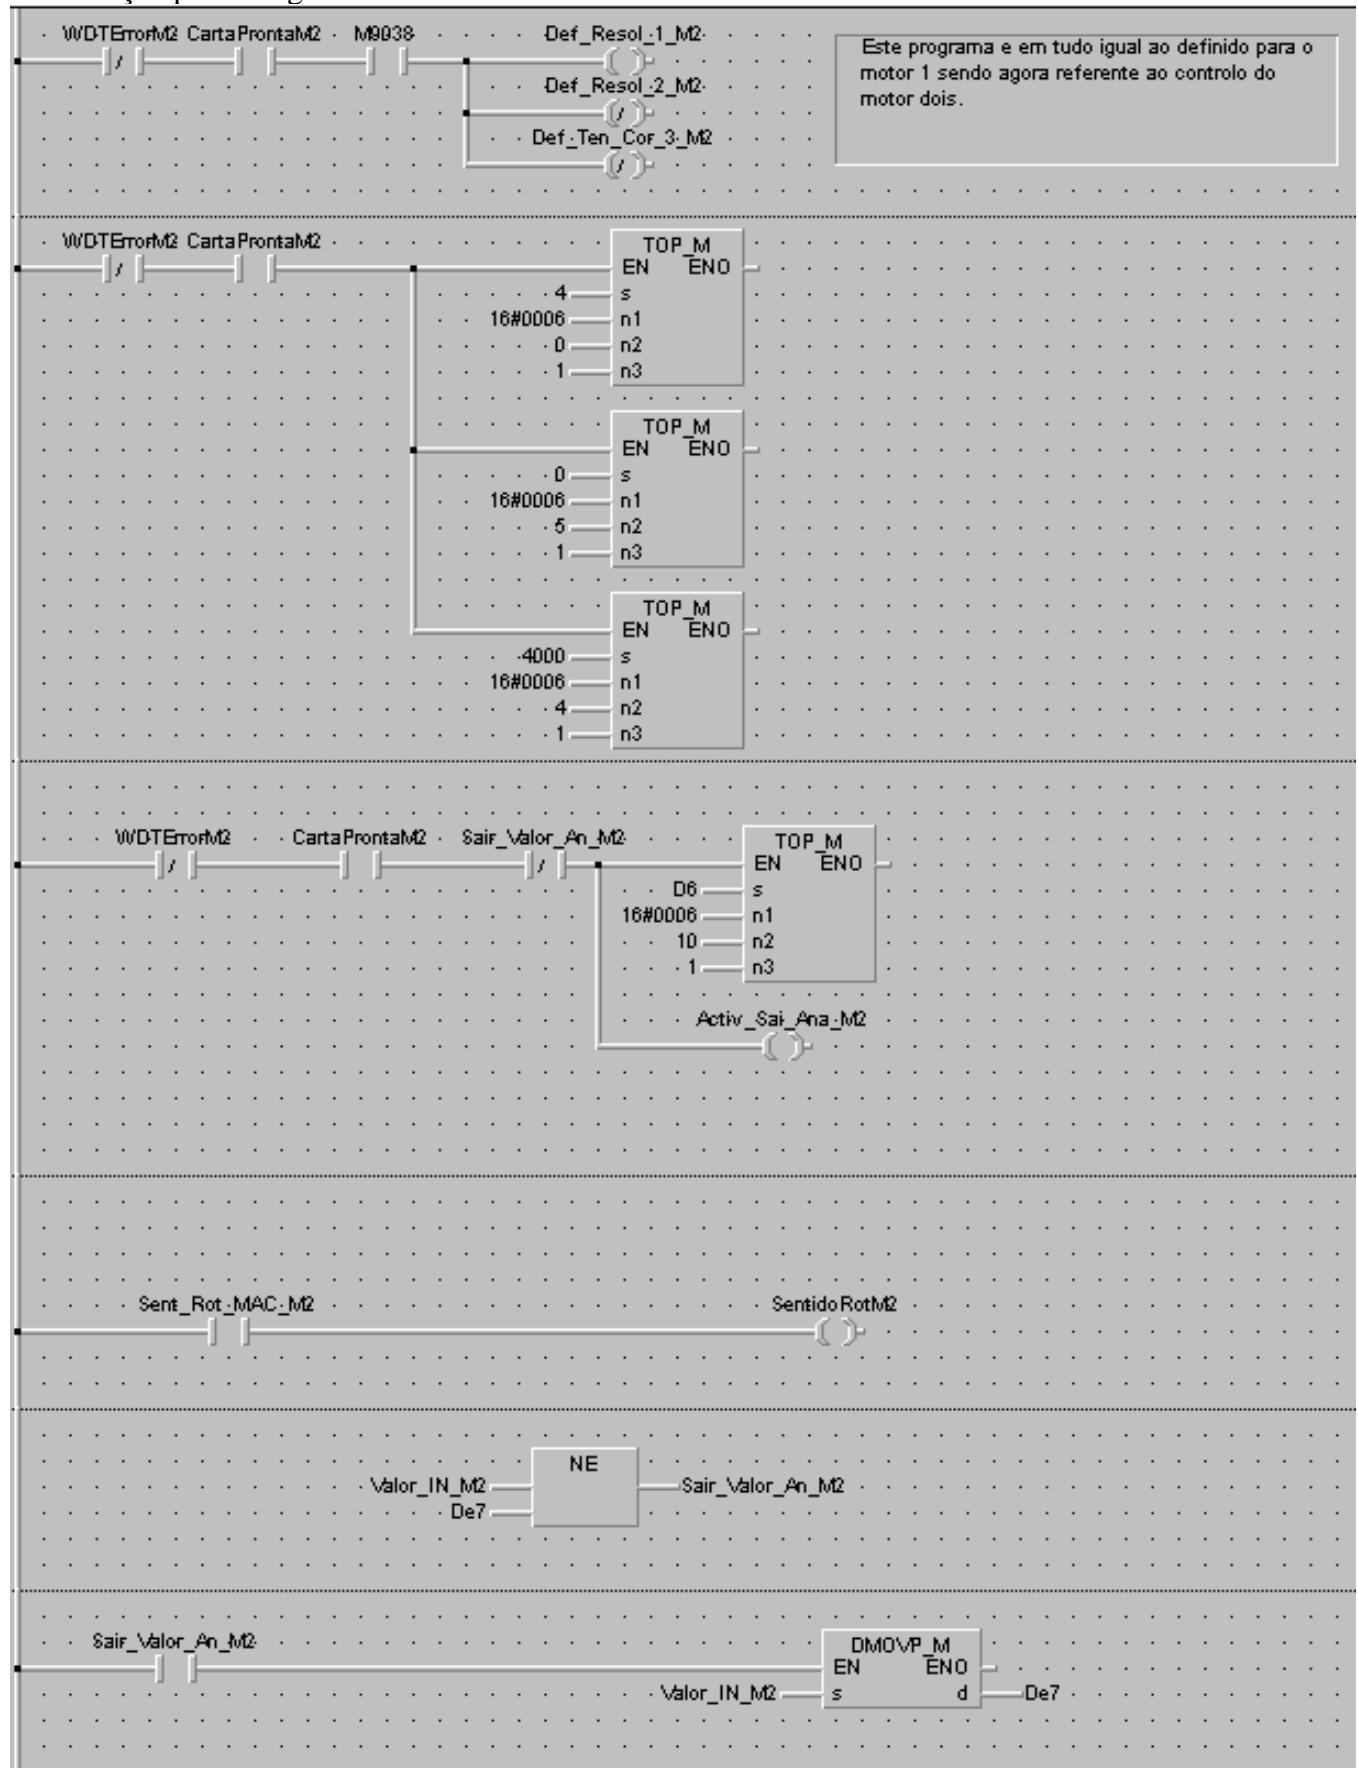 WDTErrorM2 CartaProntaM2 M9038 Def_Resol_1_M2
Este programa e em tudo igual ao definido para o
motor 1 sendo agora referente ao controlo do
motor dois.
/
Def_Resol_2_M2
/
Def_Ten_Cor_3_M2
/
WDTErrorM2 CartaProntaM2
/
TOP_M
EN ENO
4 s
16#0006 n1
0 n2
1 n3
TOP_M
EN ENO
0 s
16#0006 n1
5 n2
1 n3
TOP_M
EN ENO
4000 s
16#0006 n1
4 n2
1 n3
WDTErrorM2 CartaProntaM2 Sair_Valor_An_M2
/ /
TOP_M
EN ENO
D6 s
16#0006 n1
10 n2
1 n3
Activ_Sai_Ana_M2
Sent_Rot_MAC_M2 SentidoRotM2
NE
Valor_IN_M2 Sair_Valor_An_M2
De7
Sair_Valor_An_M2
DMOVP_M
EN ENO
Valor_IN_M2 s d De7